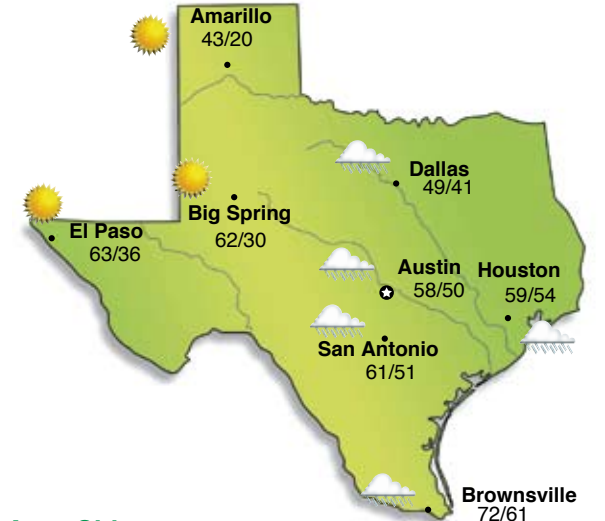 Amarillo
43/20
Dallas
49/41
Big Spring
62/30
El Paso
63/36
Austin
58/50
Houston
59/54
San Antonio
61/51
Brownsville
72/61